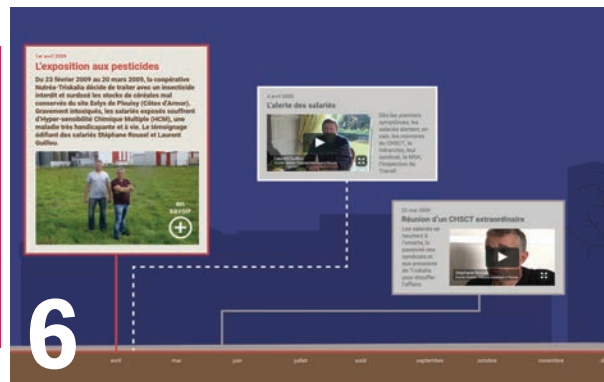 1er avril 2009
L'exposition aux pesticides
Du 23 février 2009 au 20 mars 2009, la coopérative
Nutréa-Triskalia décide de traiter avec un insecticide
interdit et surdosé les stocks de céréales mal
conservés du site Eolys de Plouisy (Côtes d'Armor).
Gravement intoxiqués, les salariés exposés souffrent
d'Hyper-sensibilité Chimique Multiple (HCM), une
maladie très handicapante et à vie. Le témoignage
édifiant des salariés Stéphane Rouxel et Laurent
Guillou.
en
savoir
+
4 avril 2009
L'alerte des salariés
Dès les premiers
symptômes, les
salariés alertent, en
vain, les membres
du CHSCT, la
hiérarchie, leur
syndicat, la MSA,
l'Inspection du
Travail
Laurent Guillou
23 mai 2009
Réunion d'un CHSCT extraordinaire
Les salariés se
heurtent à
l'omerta, la
passivité des
syndicats et
aux pressions
de Triskalia
pour étouffer
l'affaire
Stéphane Rouxel
6
avril
mai
juin
juillet
août
septembre
octobre
novembre